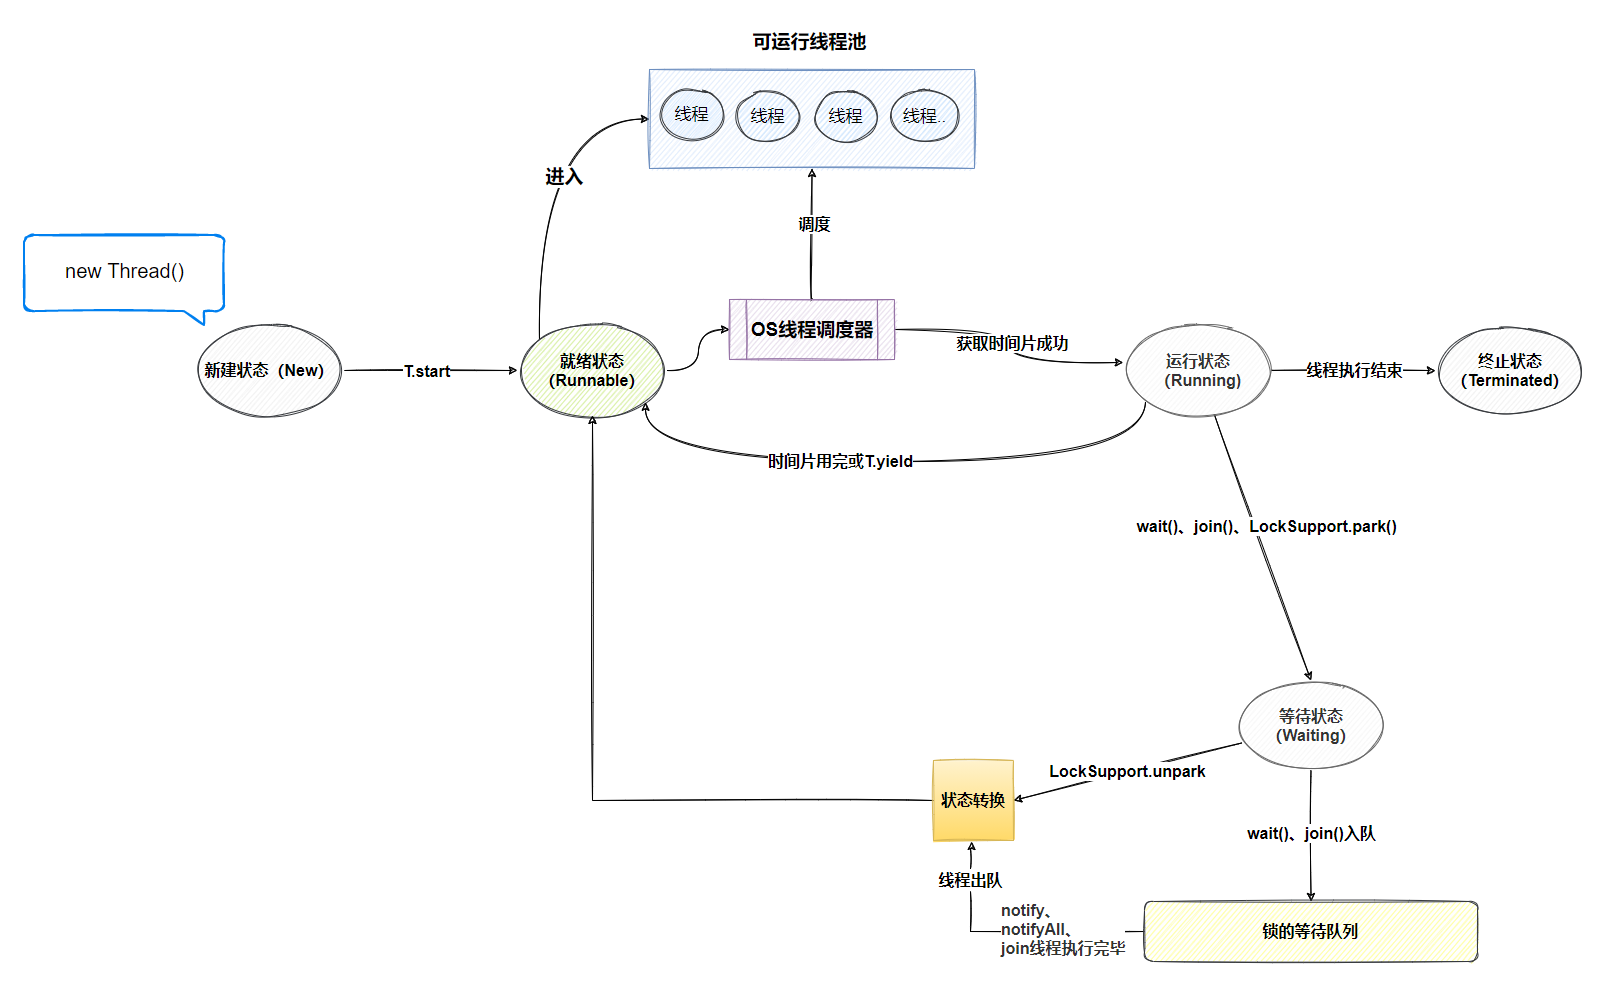 可运行线程池
线程
线程
线程
线程..
进入
调度
new Thread()
OS线程调度器
获取时间片成功
新建状态（New）
T.start
就绪状态
（Runnable）
运行状态
（Running）
线程执行结束
终止状态
（Terminated）
时间片用完或T.yield
wait()、join()、LockSupport.park()
等待状态
（Waiting）
LockSupport.unpark
状态转换
wait()、join()入队
线程出队
notify、
notifyAll、
join线程执行完毕
锁的等待队列